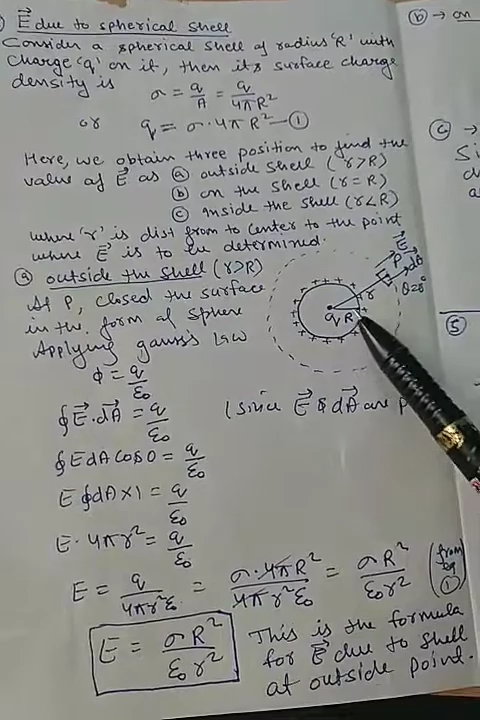 E⃗ due to spherical shell
Consider a spherical shell of radius 'R' with
charge 'q' on it, then its surface charge
density is
σ = q/A = q/4πR²
or q = σ·4πR² — ①
Here, we obtain three position to find the
value of E⃗ as ⓐ outside shell (r>R)
ⓑ on the shell (r=R)
ⓒ inside the shell (r<R)
where 'r' is dist from to center to the point
where E⃗ is to be determined.
ⓐ outside the shell (r>R)
At P, closed the surface
in the form of sphere
Applying gauss's law
ϕ = q/ε₀
∮E⃗·dA⃗ = q/ε₀
(since E⃗ & dA⃗ are
∮E dA cos0 = q/ε₀
E∮dA×1 = q/ε₀
E·4πr² = q/ε₀
E = q/4πr²ε₀ = σ·4πR²/4πr²ε₀ = σR²/ε₀r² (from eq ①)
E = σR²/ε₀r²
This is the formula
for E⃗ due to shell
at outside point.
E⃗
P dA⃗
θ=0°
r
q R
ⓑ → on
ⓒ →
⑤